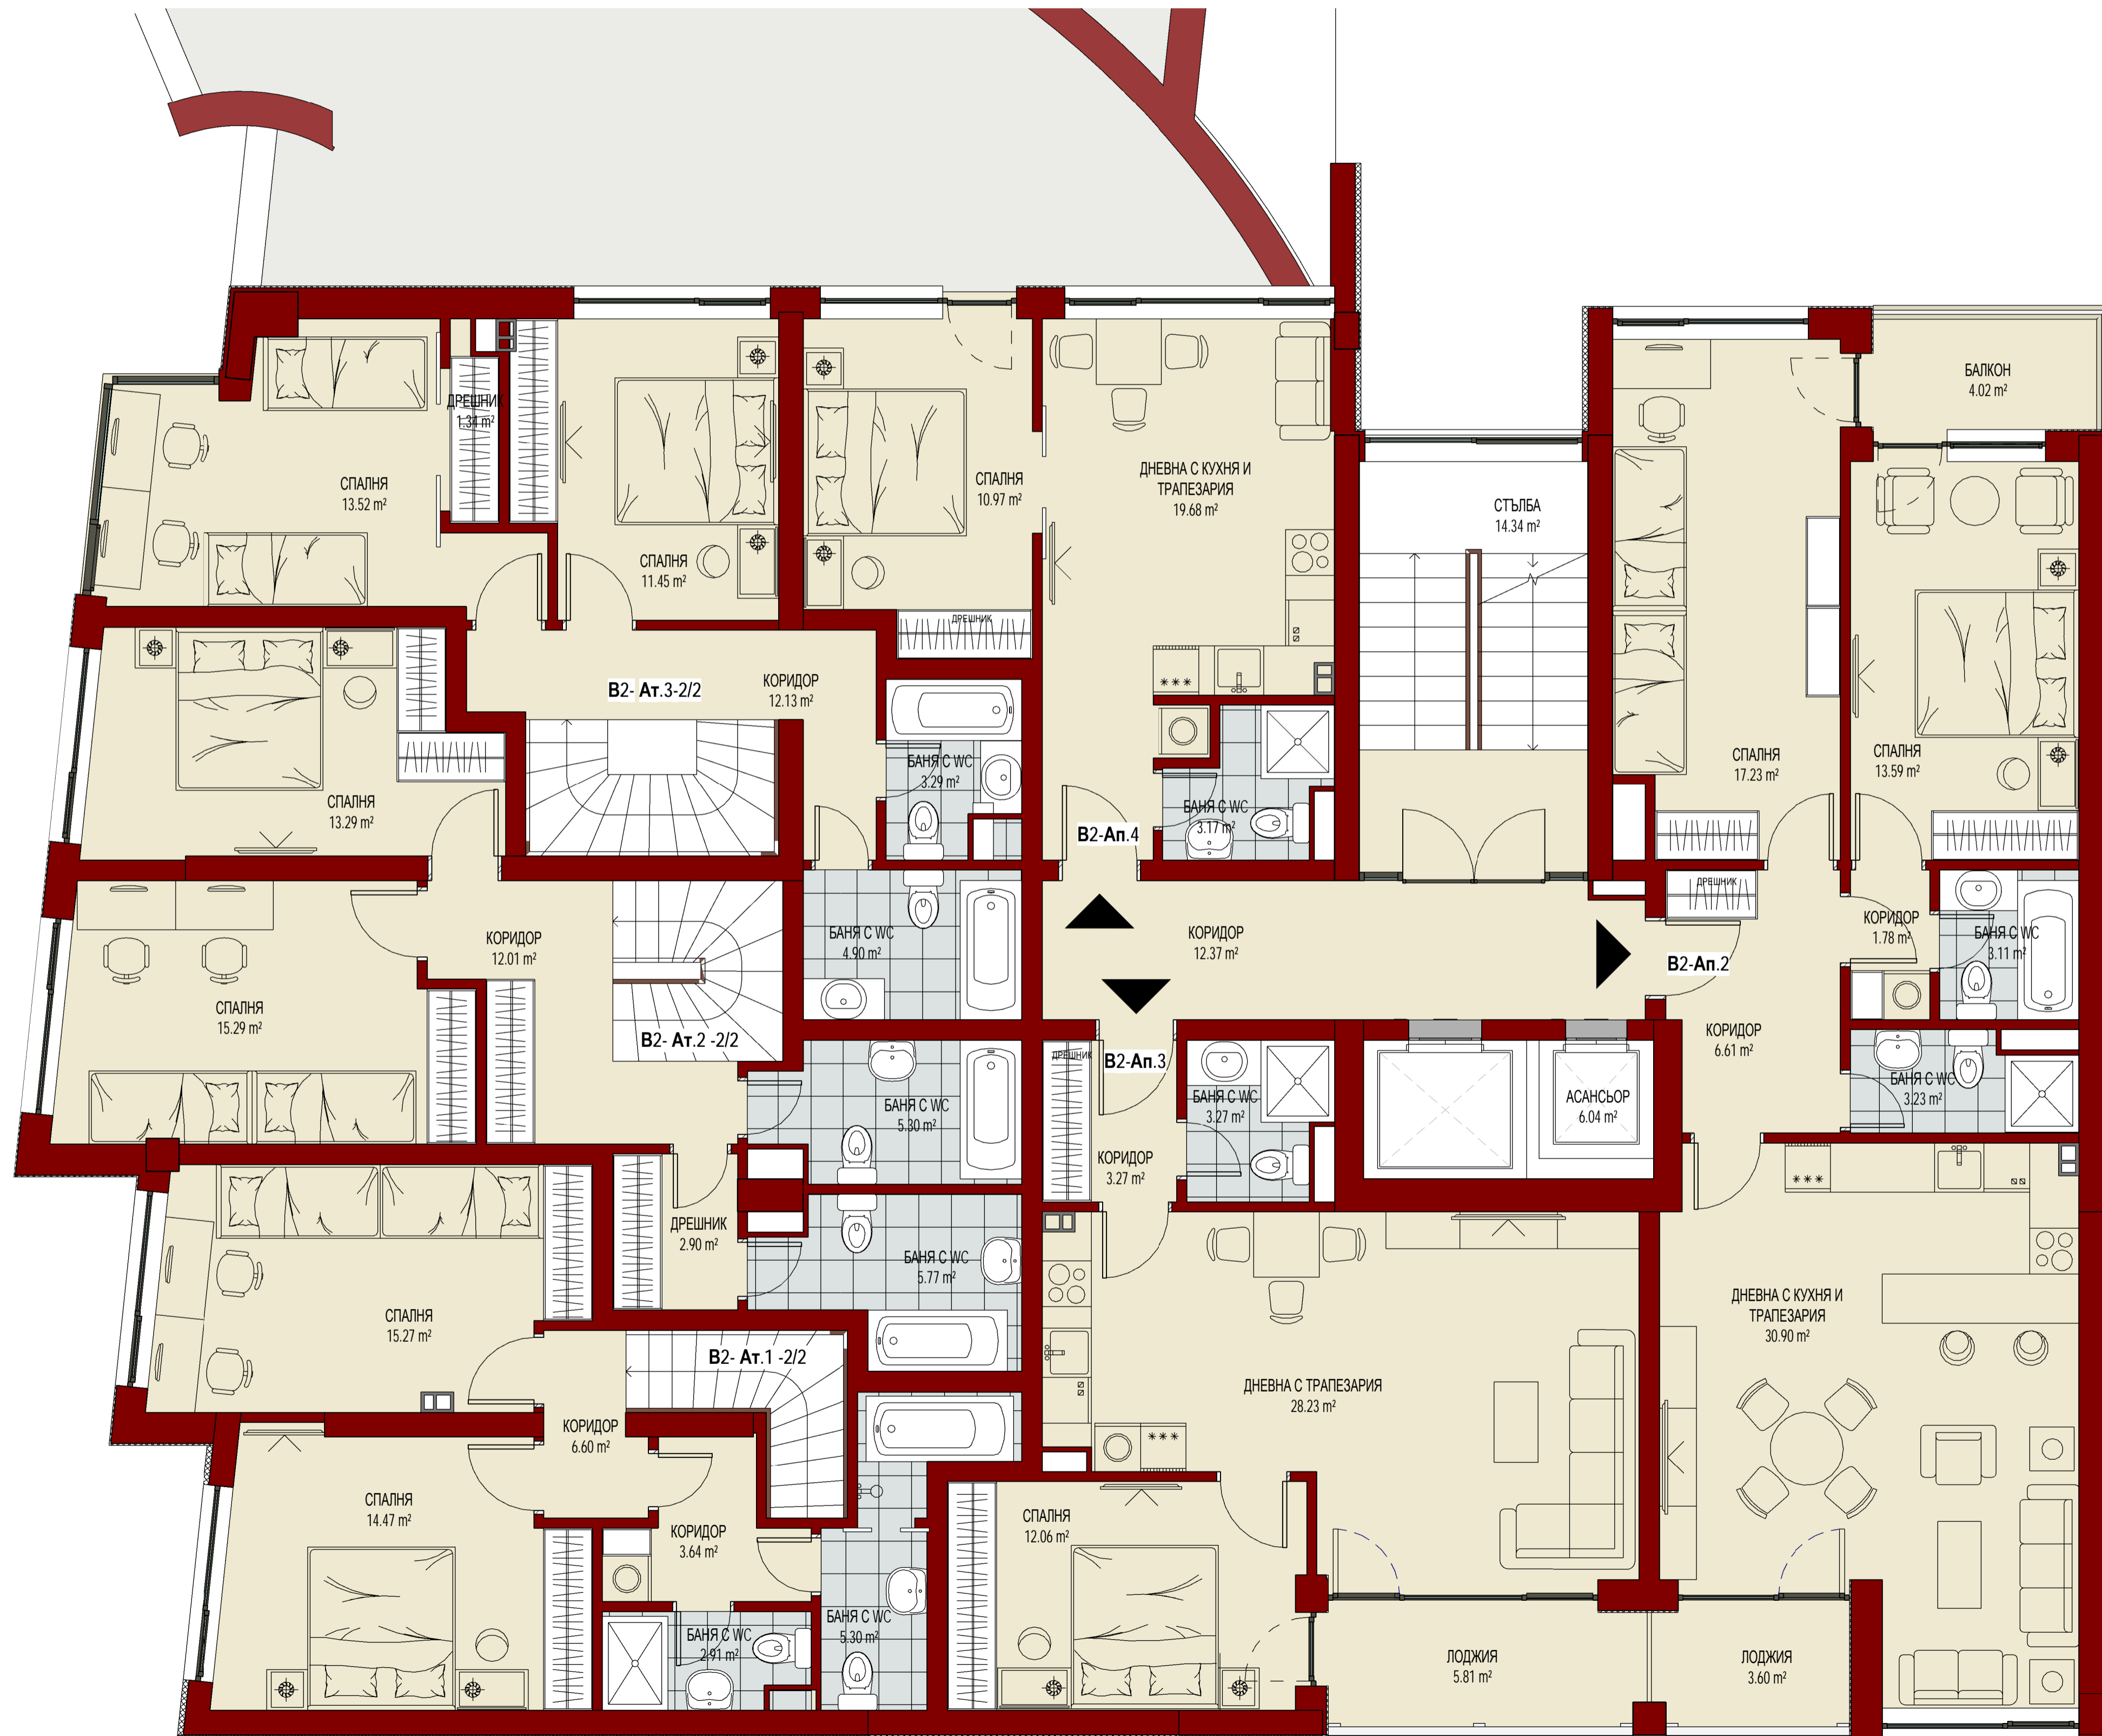 БАЛКОН
4.02 m²
ДРЕШНИК
1.31 m²
СПАЛНЯ
13.52 m²
СПАЛНЯ
11.45 m²
СПАЛНЯ
10.97 m²
ДНЕВНА С КУХНЯ И
ТРАПЕЗАРИЯ
19.68 m²
СТЪЛБА
14.34 m²
ДРЕШНИК
B2- Ат.3-2/2
КОРИДОР
12.13 m²
СПАЛНЯ
13.29 m²
БАНЯ С WC
3.29 m²
B2-Ап.4
БАНЯ С WC
3.17 m²
СПАЛНЯ
17.23 m²
СПАЛНЯ
13.59 m²
ДРЕШНИК
КОРИДОР
12.01 m²
БАНЯ С WC
4.90 m²
КОРИДОР
12.37 m²
B2-Ап.2
КОРИДОР
1.78 m²
БАНЯ С WC
3.11 m²
СПАЛНЯ
15.29 m²
B2- Ат.2 -2/2
КОРИДОР
6.61 m²
ДРЕШНИК
B2-Ап.3
БАНЯ С WC
5.30 m²
БАНЯ С WC
3.27 m²
АСАНСЬОР
6.04 m²
БАНЯ С WC
3.23 m²
КОРИДОР
3.27 m²
ДРЕШНИК
2.90 m²
БАНЯ С WC
5.77 m²
СПАЛНЯ
15.27 m²
B2- Ат.1 -2/2
ДНЕВНА С ТРАПЕЗАРИЯ
28.23 m²
ДНЕВНА С КУХНЯ И
ТРАПЕЗАРИЯ
30.90 m²
КОРИДОР
6.60 m²
СПАЛНЯ
14.47 m²
КОРИДОР
3.64 m²
СПАЛНЯ
12.06 m²
БАНЯ С WC
2.91 m²
БАНЯ С WC
5.30 m²
ЛОДЖИЯ
5.81 m²
ЛОДЖИЯ
3.60 m²